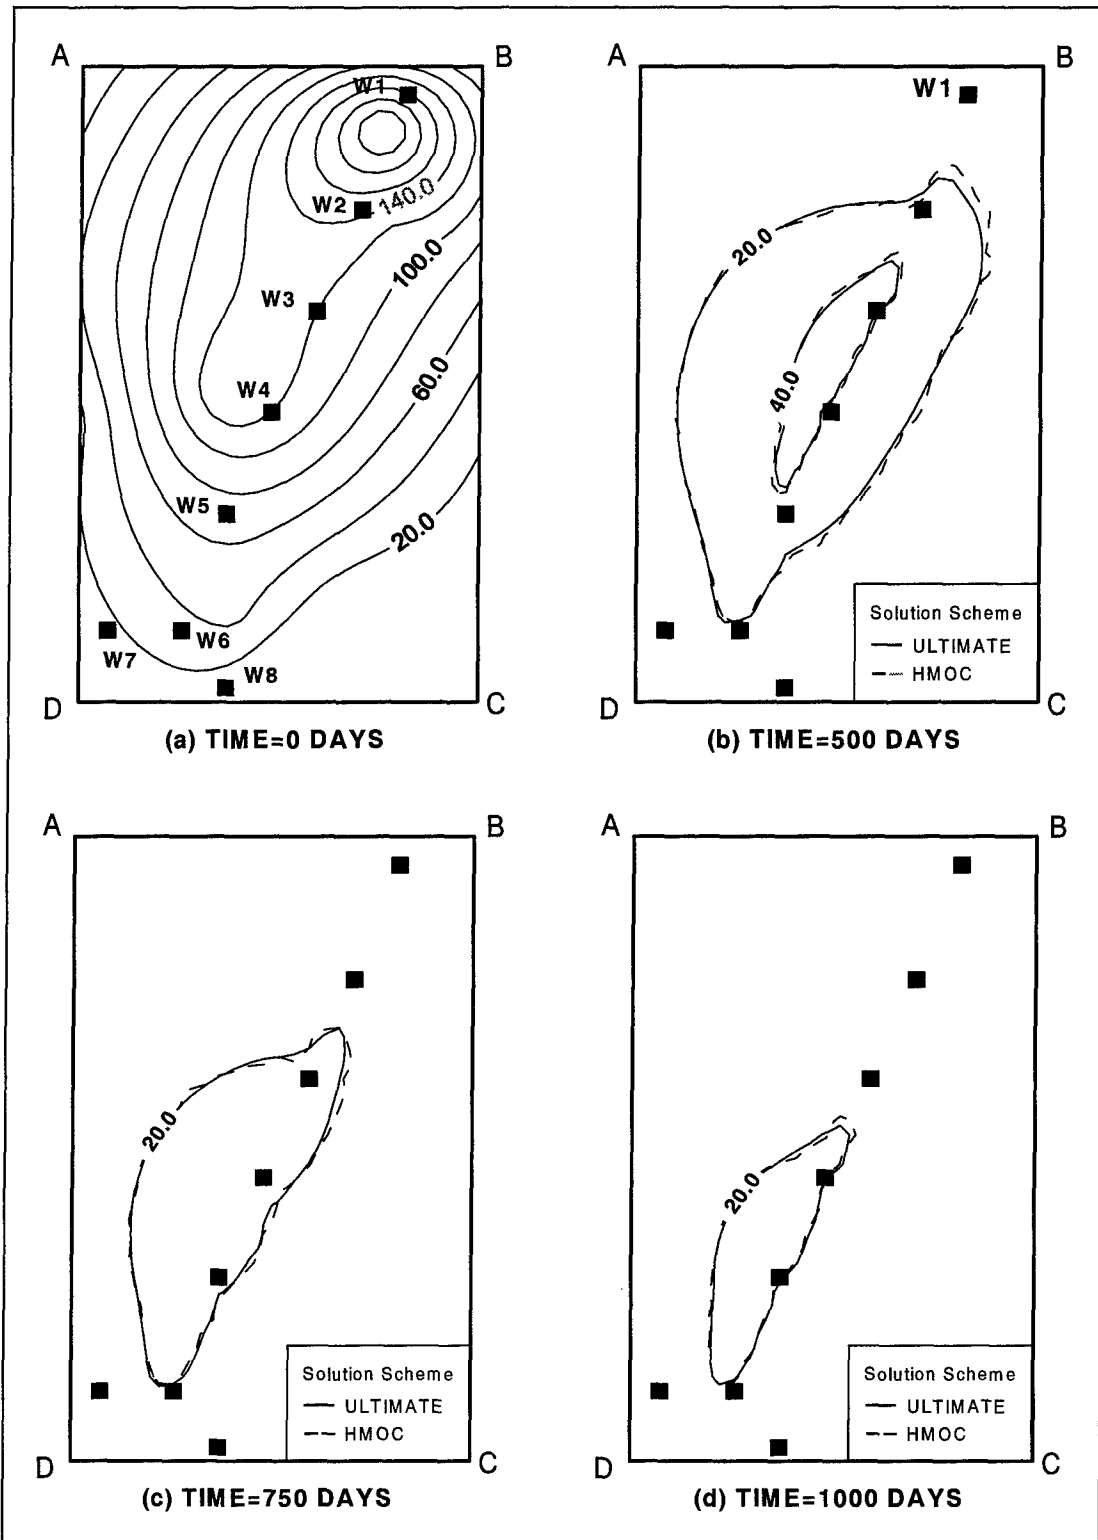 A
B
W1
W2
140.0
100.0
W3
60.0
W4
W5
20.0
W6
W7
W8
D
C
(a) TIME=0 DAYS
A
B
W1
20.0
40.0
Solution Scheme
ULTIMATE
HMOC
D
C
(b) TIME=500 DAYS
A
B
20.0
Solution Scheme
ULTIMATE
HMOC
D
C
(c) TIME=750 DAYS
A
B
20.0
Solution Scheme
ULTIMATE
HMOC
D
C
(d) TIME=1000 DAYS